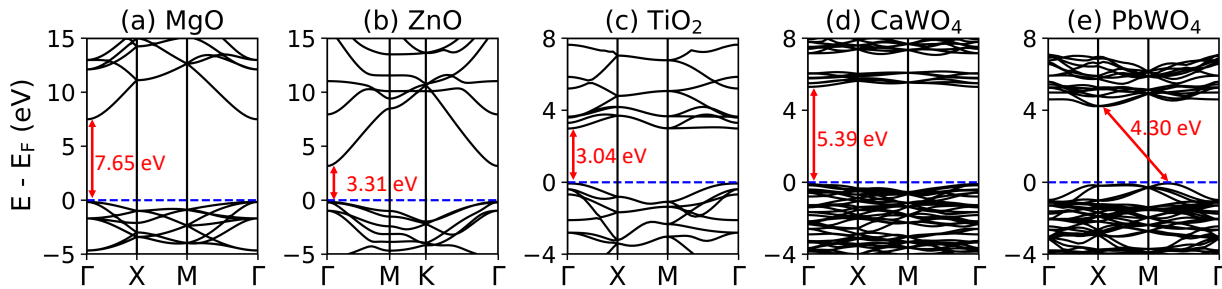 (a) MgO
(b) ZnO
(c) TiO₂
(d) CaWO₄
(e) PbWO₄
E - E_F (eV)
15
10
5
0
−5
7.65 eV
Γ X M Γ
15
10
5
0
−5
3.31 eV
Γ M K Γ
8
4
0
−4
3.04 eV
Γ X M Γ
8
4
0
−4
5.39 eV
Γ X M Γ
8
4
0
−4
4.30 eV
Γ X M Γ